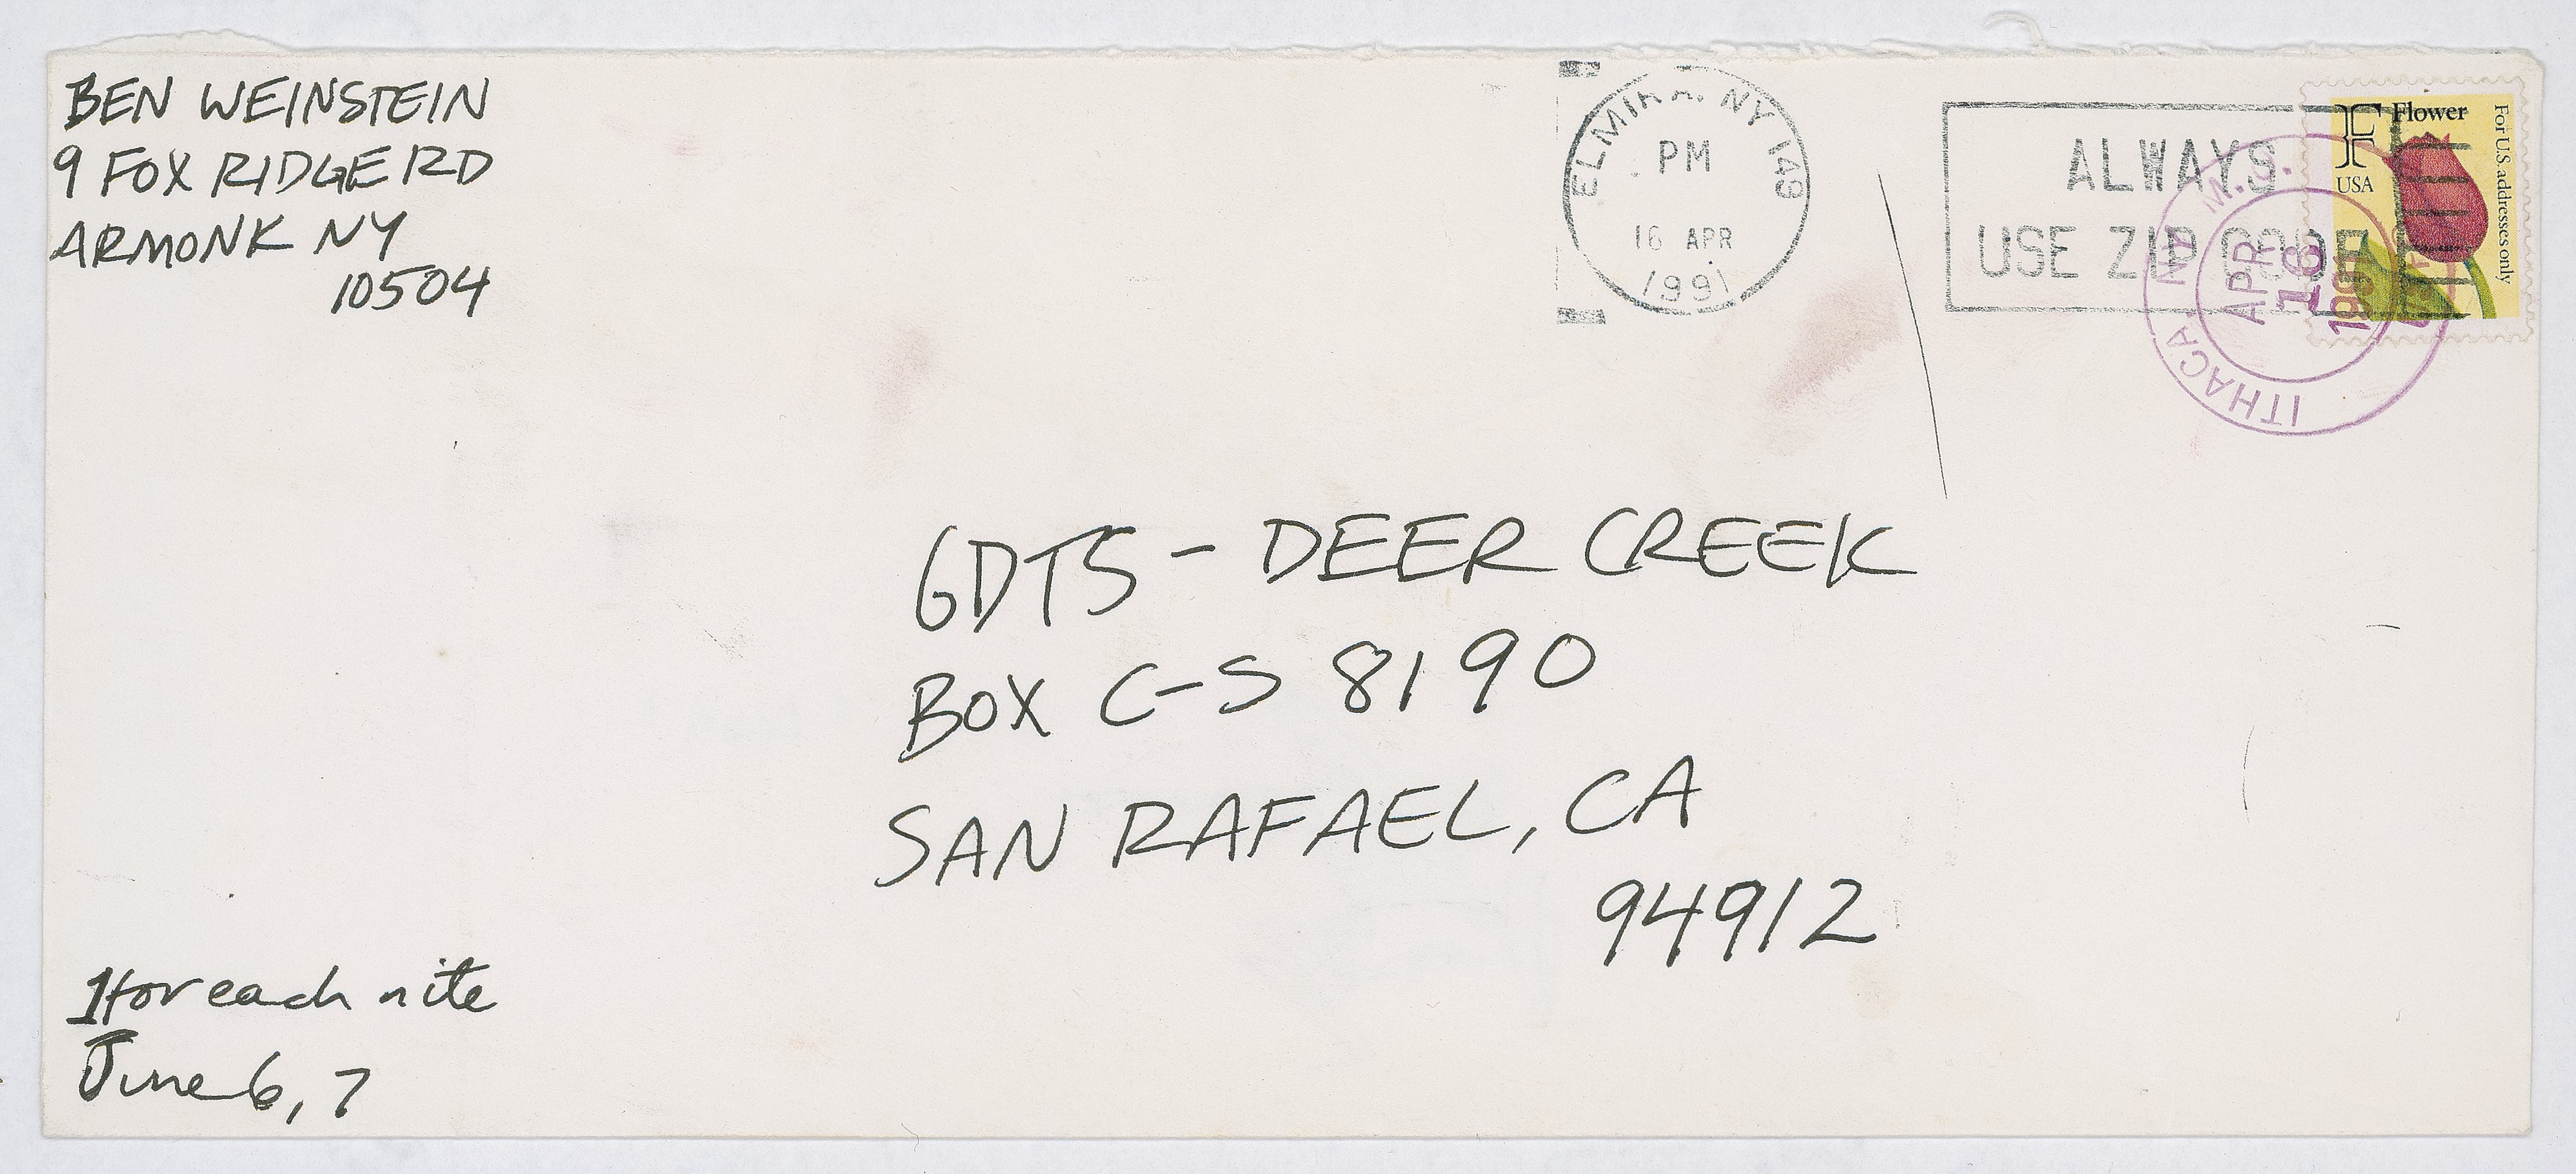 BEN WEINSTEIN
9 FOX RIDGE RD
ARMONK NY
10504
ELMIRA, NY 149
PM
16 APR
1991
ALWAYS
USE ZIP CODE
F Flower
USA
For U.S. addresses only
ITHACA NY M.O.
APR
16
1991
GDTS - DEER CREEK
BOX C-S 8190
SAN RAFAEL, CA
94912
1 for each nite
June 6, 7